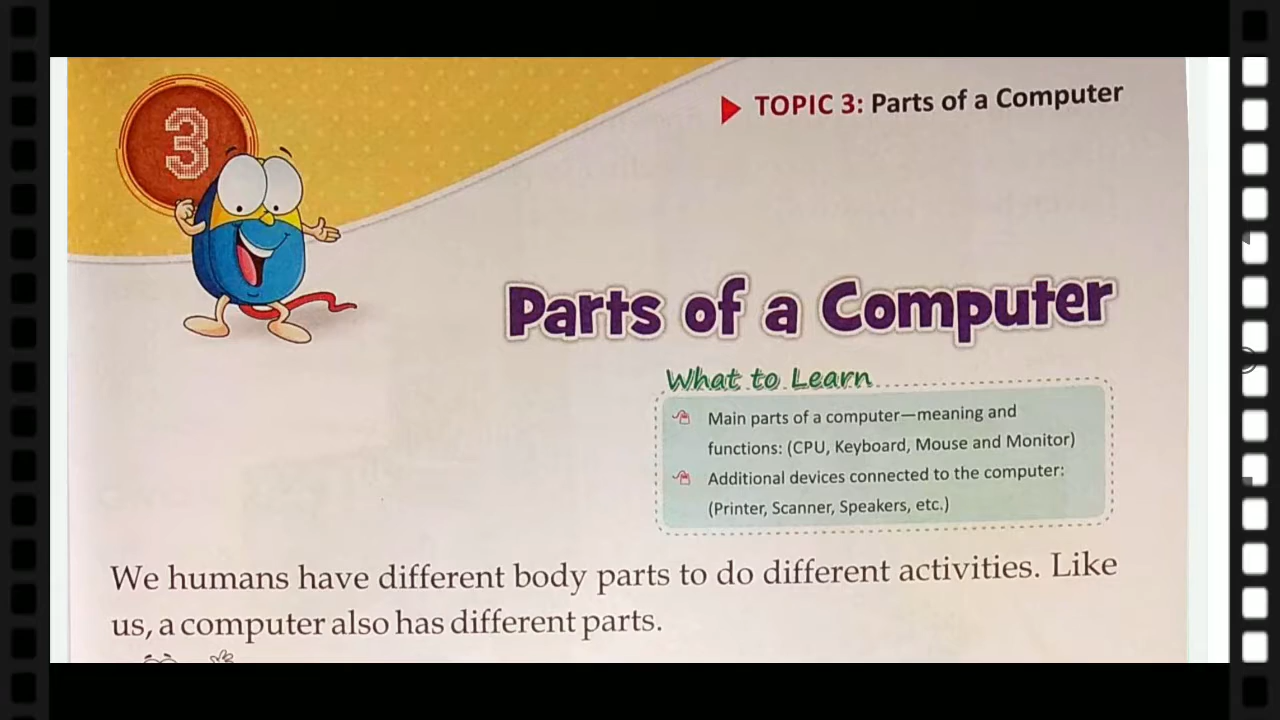 3
TOPIC 3: Parts of a Computer
Parts of a Computer
What to Learn
Main parts of a computer—meaning and
functions: (CPU, Keyboard, Mouse and Monitor)
Additional devices connected to the computer:
(Printer, Scanner, Speakers, etc.)
We humans have different body parts to do different activities. Like
us, a computer also has different parts.